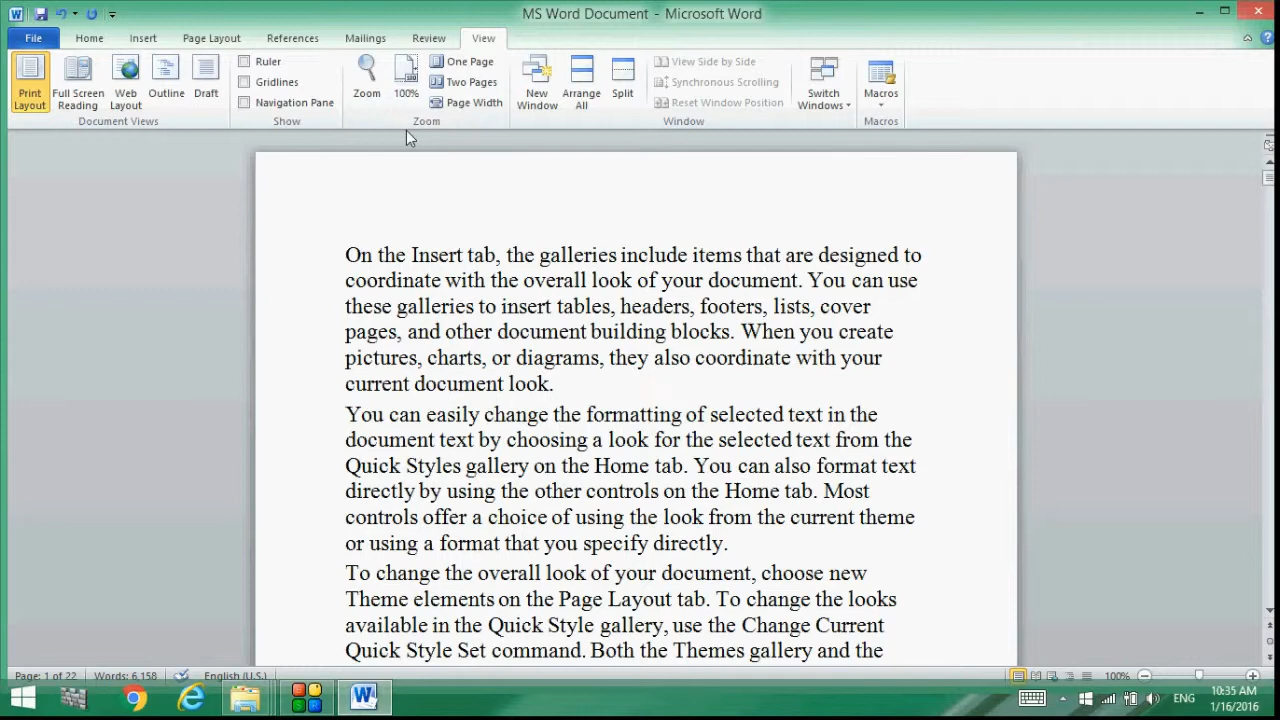 MS Word Document - Microsoft Word
File Home Insert Page Layout References Mailings Review View
Print Layout
Full Screen Reading
Web Layout
Outline
Draft
Document Views
Ruler
Gridlines
Navigation Pane
Show
Zoom
100%
One Page
Two Pages
Page Width
Zoom
New Window
Arrange All
Split
View Side by Side
Synchronous Scrolling
Reset Window Position
Switch Windows
Window
Macros
Macros
On the Insert tab, the galleries include items that are designed to
coordinate with the overall look of your document. You can use
these galleries to insert tables, headers, footers, lists, cover
pages, and other document building blocks. When you create
pictures, charts, or diagrams, they also coordinate with your
current document look.
You can easily change the formatting of selected text in the
document text by choosing a look for the selected text from the
Quick Styles gallery on the Home tab. You can also format text
directly by using the other controls on the Home tab. Most
controls offer a choice of using the look from the current theme
or using a format that you specify directly.
To change the overall look of your document, choose new
Theme elements on the Page Layout tab. To change the looks
available in the Quick Style gallery, use the Change Current
Quick Style Set command. Both the Themes gallery and the
Page: 1 of 22 Words: 6,158 English (U.S.) 100%
ENG
10:35 AM
1/16/2016